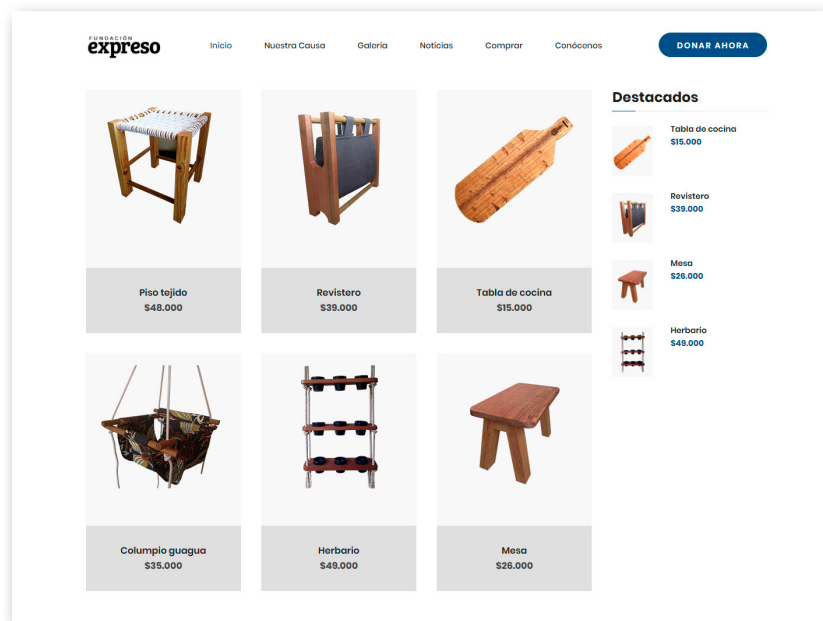 FUNDACIÓN
expreso
Inicio
Nuestra Causa
Galería
Noticias
Comprar
Conócenos
DONAR AHORA
Piso tejido
$48.000
Revistero
$39.000
Tabla de cocina
$15.000
Columpio guagua
$35.000
Herbario
$49.000
Mesa
$26.000
Destacados
Tabla de cocina
$15.000
Revistero
$39.000
Mesa
$26.000
Herbario
$49.000